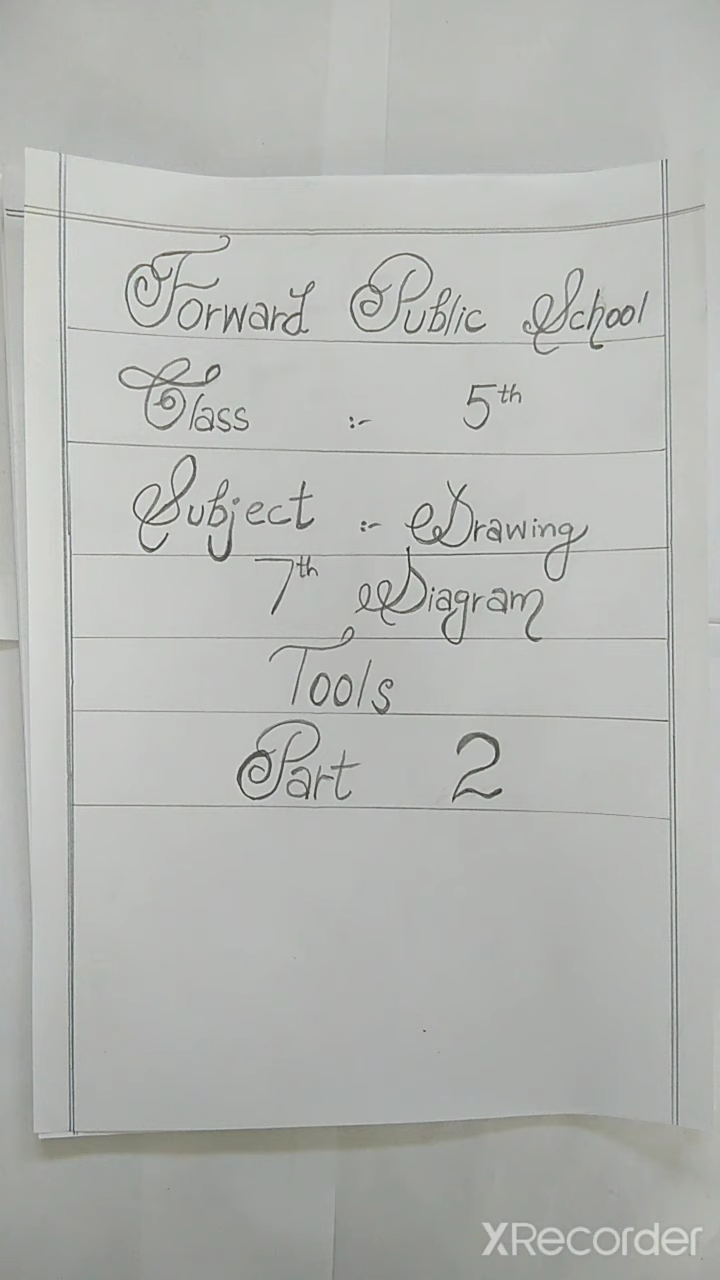 Forward Public School
Class :- 5th
Subject :- Drawing
7th Diagram
Tools
Part 2
XRecorder